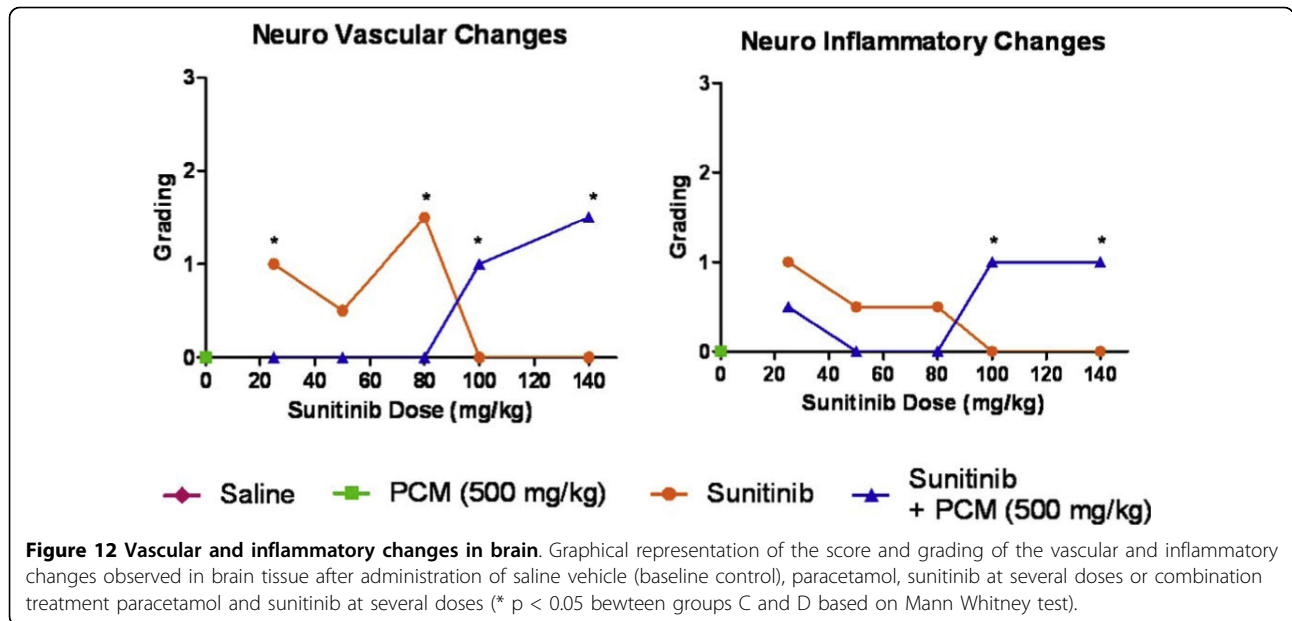 Neuro Vascular Changes
3
2
1
0
Grading
0 20 40 60 80 100 120 140
Sunitinib Dose (mg/kg)
* * * *
Neuro Inflammatory Changes
3
2
1
0
Grading
0 20 40 60 80 100 120 140
Sunitinib Dose (mg/kg)
* *
Saline
PCM (500 mg/kg)
Sunitinib
Sunitinib
+ PCM (500 mg/kg)
Figure 12 Vascular and inflammatory changes in brain. Graphical representation of the score and grading of the vascular and inflammatory
changes observed in brain tissue after administration of saline vehicle (baseline control), paracetamol, sunitinib at several doses or combination
treatment paracetamol and sunitinib at several doses (* p < 0.05 bewteen groups C and D based on Mann Whitney test).